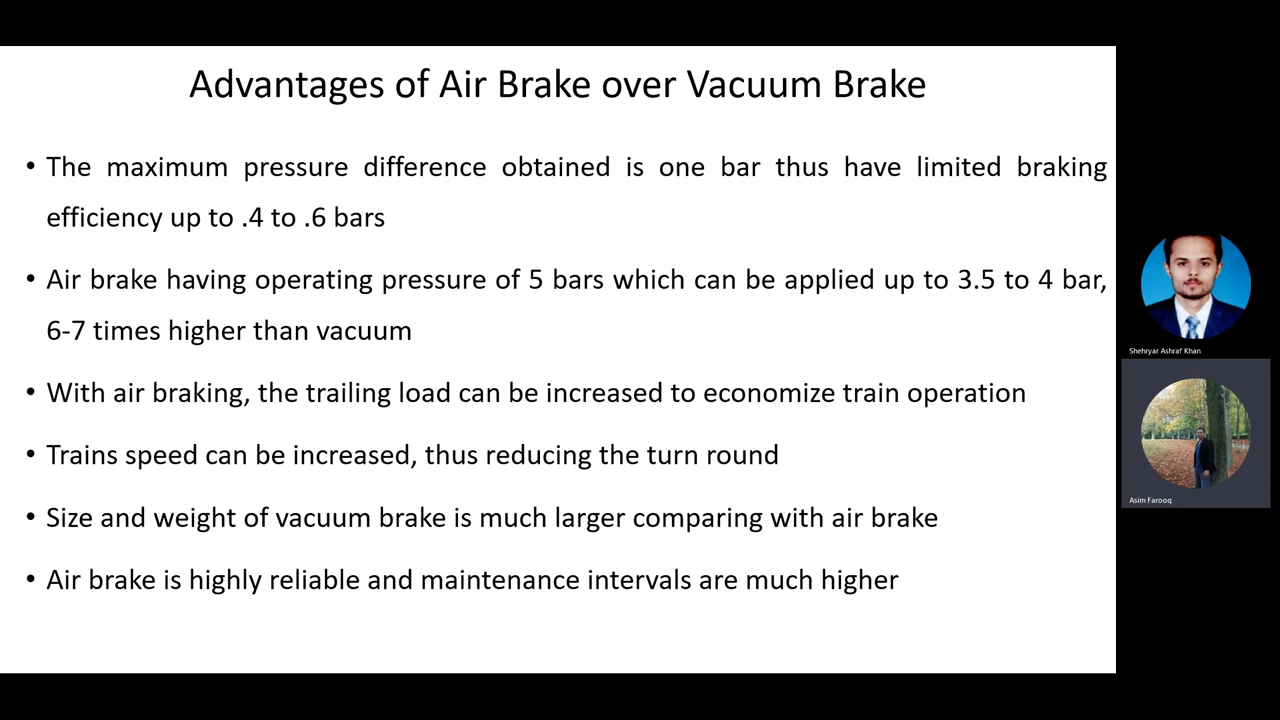 Advantages of Air Brake over Vacuum Brake
• The maximum pressure difference obtained is one bar thus have limited braking
efficiency up to .4 to .6 bars
• Air brake having operating pressure of 5 bars which can be applied up to 3.5 to 4 bar,
6-7 times higher than vacuum
• With air braking, the trailing load can be increased to economize train operation
• Trains speed can be increased, thus reducing the turn round
• Size and weight of vacuum brake is much larger comparing with air brake
• Air brake is highly reliable and maintenance intervals are much higher
Shehryar Ashraf Khan
Asim Farooq